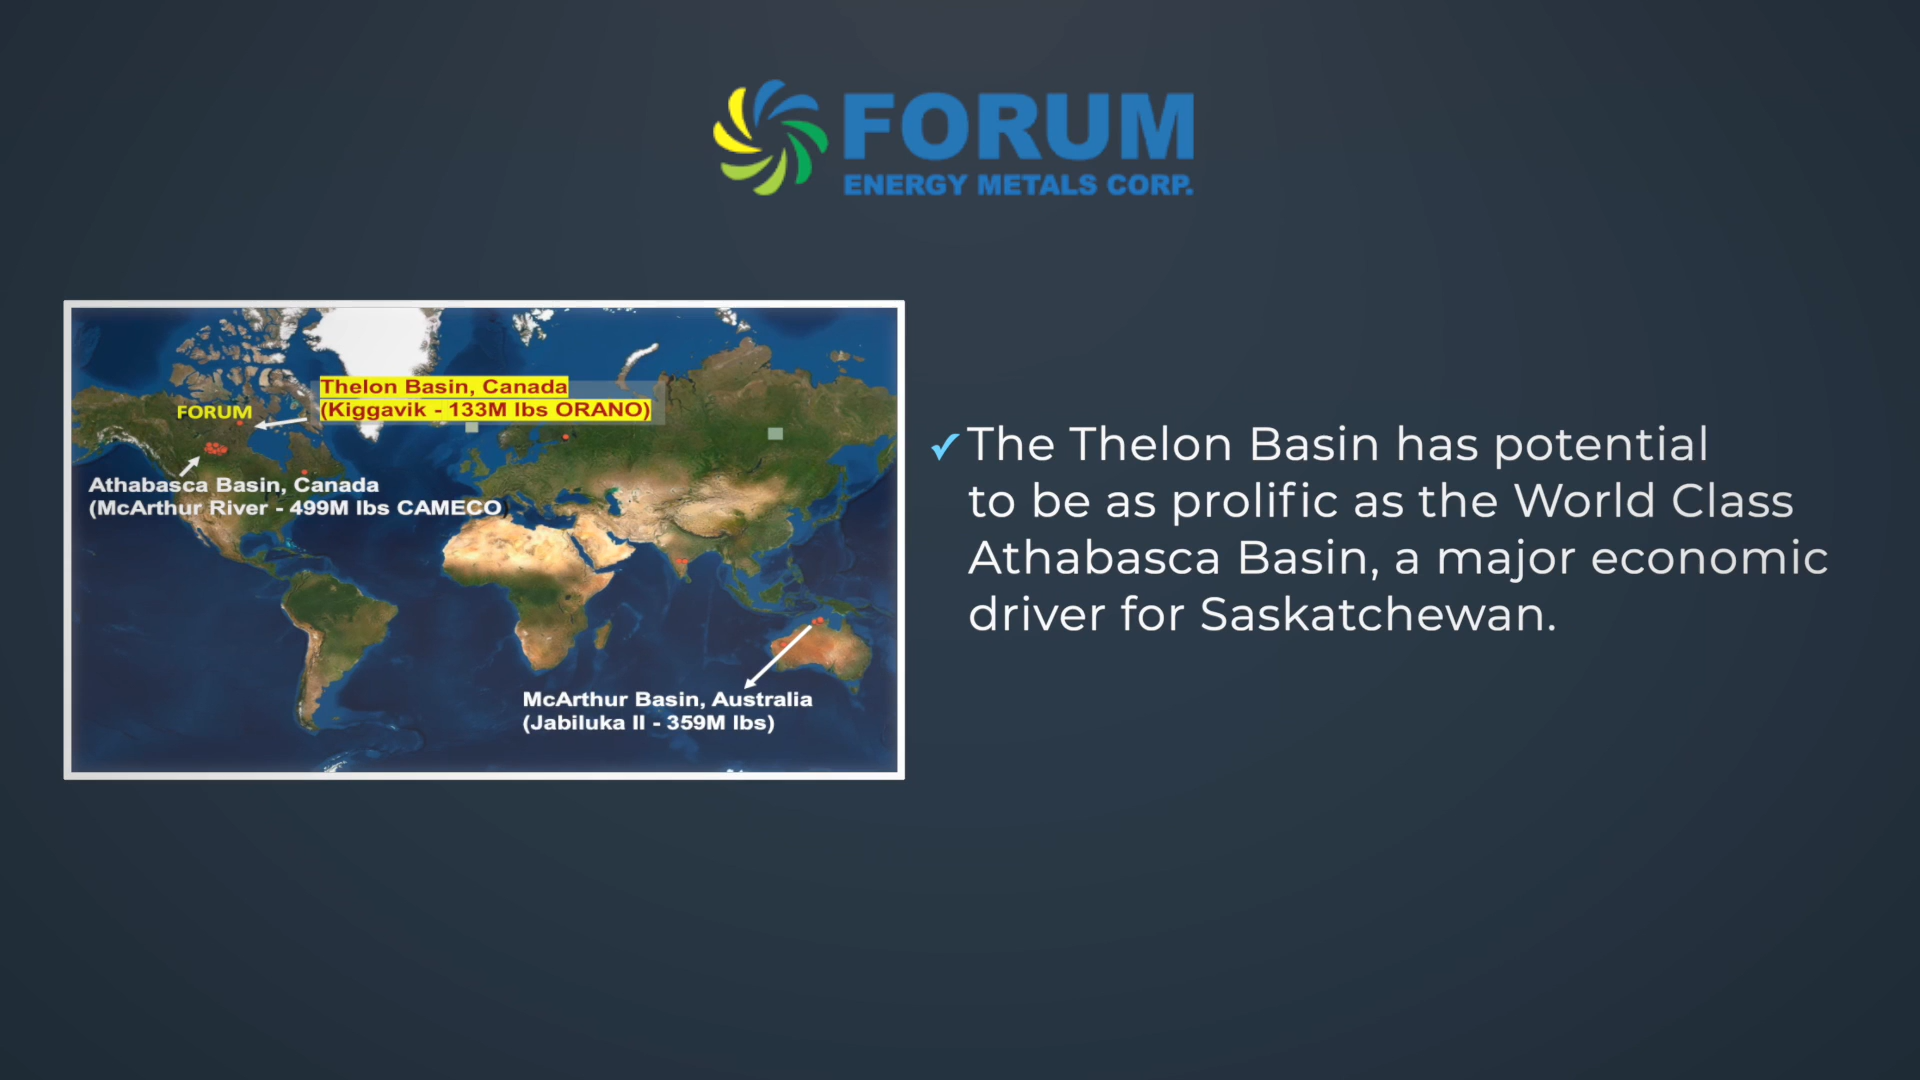 FORUM
ENERGY METALS CORP.
Thelon Basin, Canada
(Kiggavik - 133M lbs ORANO)
FORUM
Athabasca Basin, Canada
(McArthur River - 499M lbs CAMECO)
McArthur Basin, Australia
(Jabiluka II - 359M lbs)
✓The Thelon Basin has potential
to be as prolific as the World Class
Athabasca Basin, a major economic
driver for Saskatchewan.